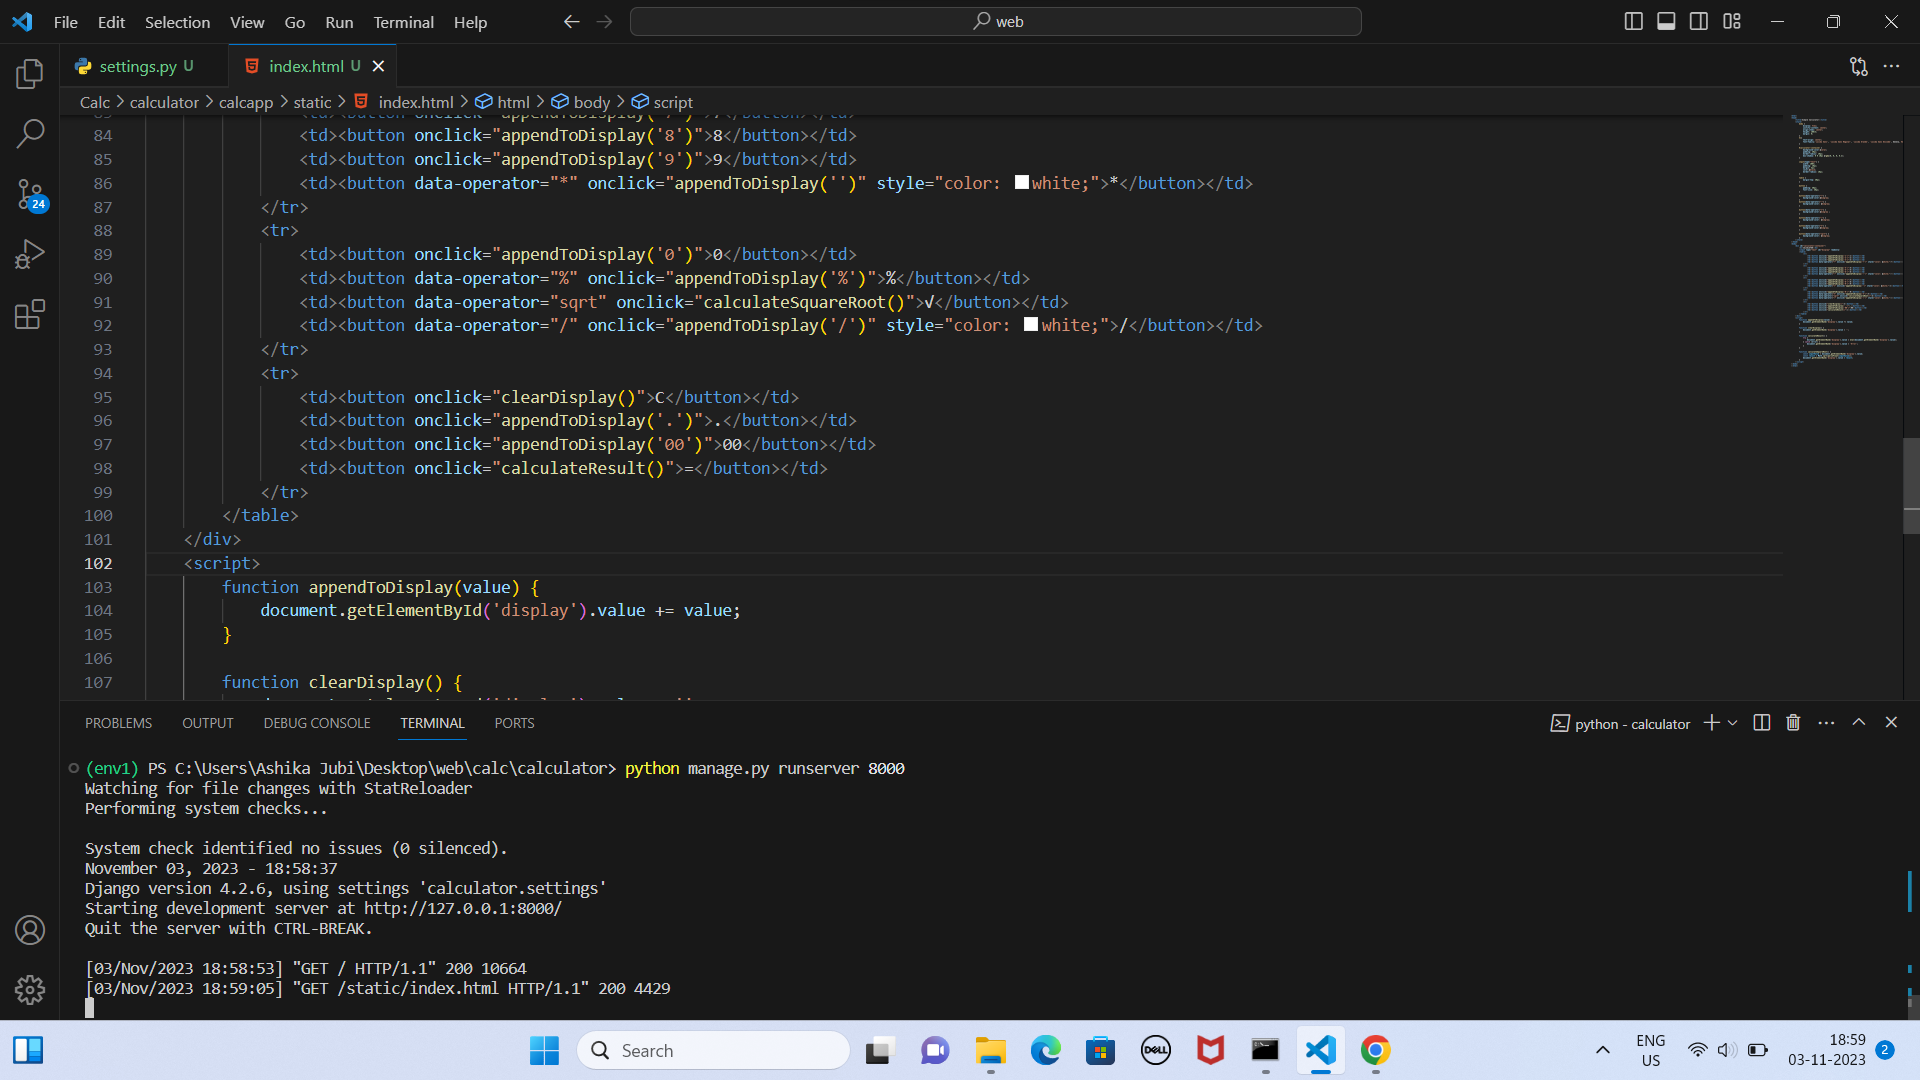 File Edit Selection View Go Run Terminal Help
web
settings.py U
index.html U
Calc > calculator > calcapp > static > index.html > html > body > script
84 <td><button onclick="appendToDisplay('8')">8</button></td>
85 <td><button onclick="appendToDisplay('9')">9</button></td>
86 <td><button data-operator="*" onclick="appendToDisplay('')" style="color: white;">*</button></td>
87 </tr>
88 <tr>
89 <td><button onclick="appendToDisplay('0')">0</button></td>
90 <td><button data-operator="%" onclick="appendToDisplay('%')">%</button></td>
91 <td><button data-operator="sqrt" onclick="calculateSquareRoot()">√</button></td>
92 <td><button data-operator="/" onclick="appendToDisplay('/')" style="color: white;">/</button></td>
93 </tr>
94 <tr>
95 <td><button onclick="clearDisplay()">C</button></td>
96 <td><button onclick="appendToDisplay('.')">.</button></td>
97 <td><button onclick="appendToDisplay('00')">00</button></td>
98 <td><button onclick="calculateResult()">=</button></td>
99 </tr>
100 </table>
101 </div>
102 <script>
103 function appendToDisplay(value) {
104 document.getElementById('display').value += value;
105 }
106
107 function clearDisplay() {
24
PROBLEMS OUTPUT DEBUG CONSOLE TERMINAL PORTS
python - calculator
(env1) PS C:\Users\Ashika Jubi\Desktop\web\calc\calculator> python manage.py runserver 8000
Watching for file changes with StatReloader
Performing system checks...
System check identified no issues (0 silenced).
November 03, 2023 - 18:58:37
Django version 4.2.6, using settings 'calculator.settings'
Starting development server at http://127.0.0.1:8000/
Quit the server with CTRL-BREAK.
[03/Nov/2023 18:58:53] "GET / HTTP/1.1" 200 10664
[03/Nov/2023 18:59:05] "GET /static/index.html HTTP/1.1" 200 4429
Search
DELL
ENG
US
18:59
03-11-2023
2